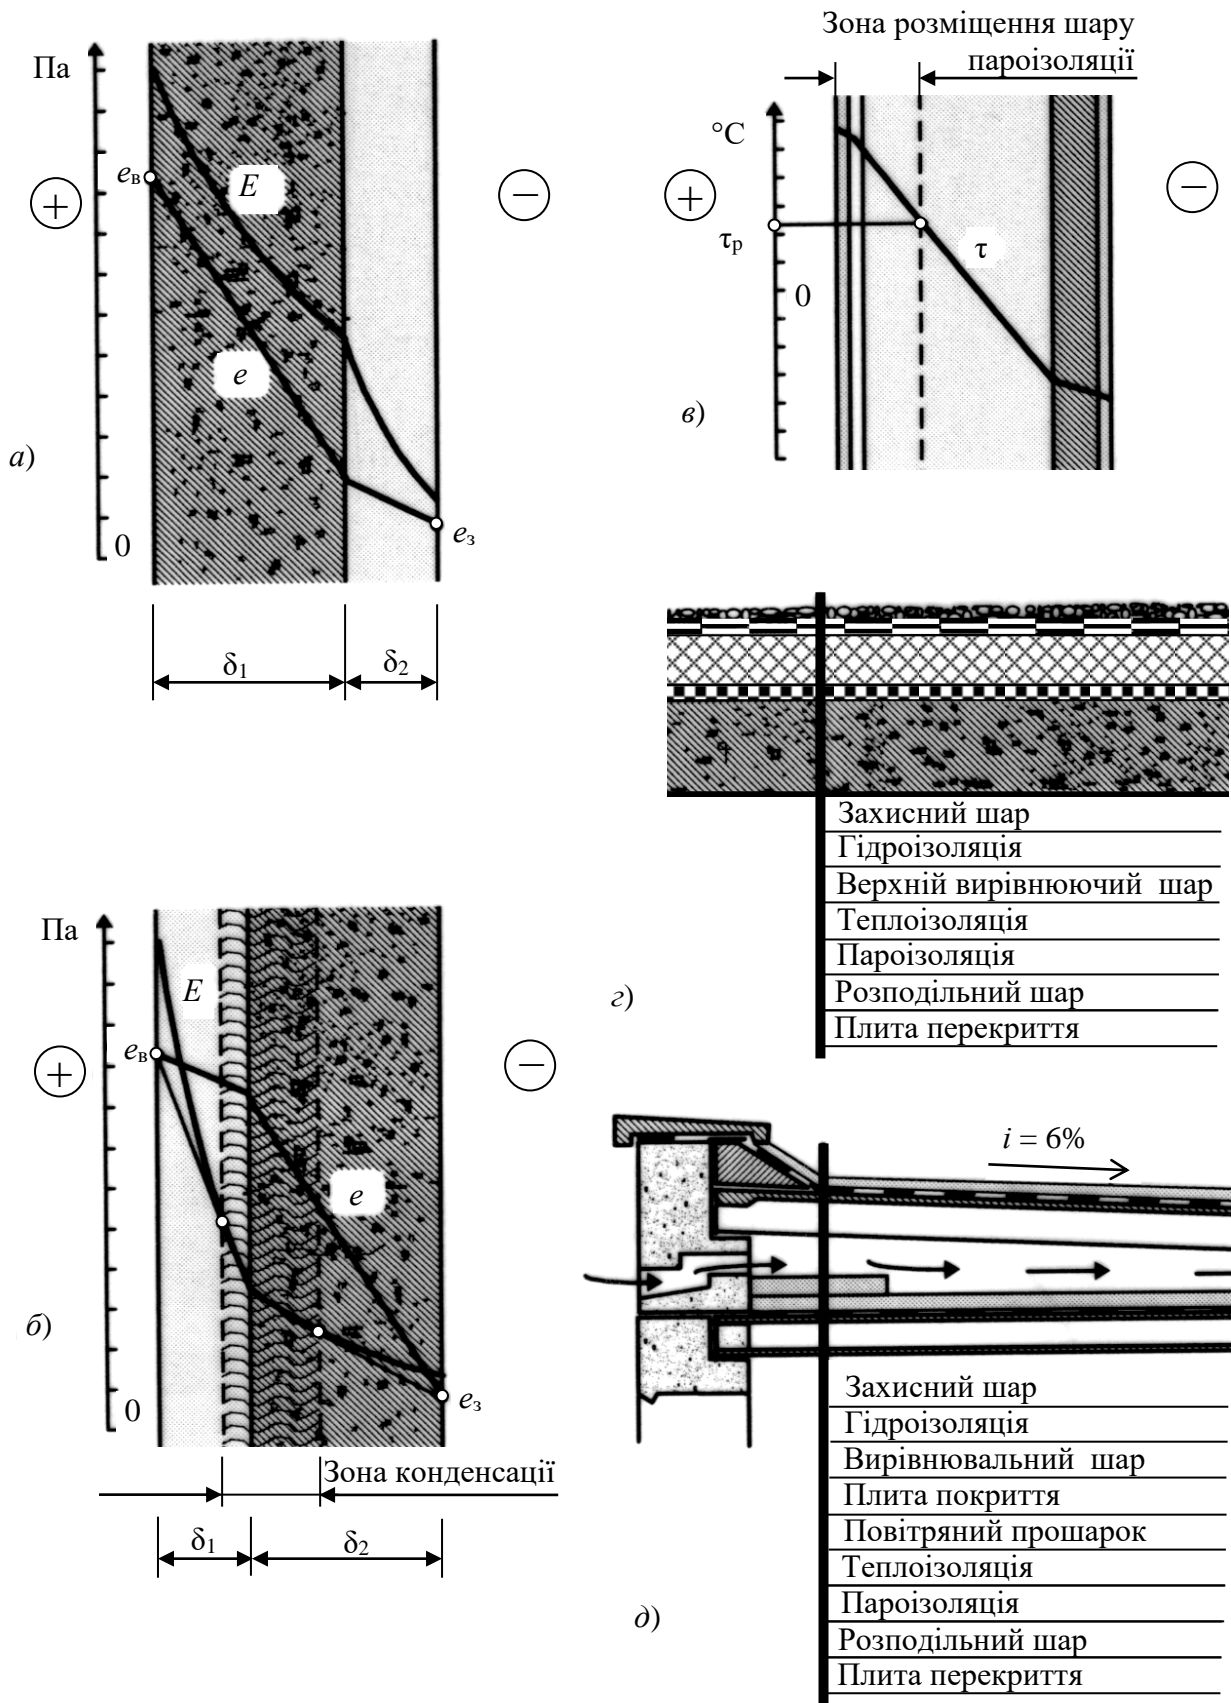 Па
eв
E
+
−
e
а)
0
eз
δ1
δ2
Зона розміщення шару
пароізоляції
°C
+
−
τр
τ
0
в)
Захисний шар
Гідроізоляція
Верхній вирівнюючий шар
Теплоізоляція
Пароізоляція
Розподільний шар
Плита перекриття
г)
Па
E
eв
+
−
e
б)
0
eз
Зона конденсації
δ1
δ2
i = 6%
Захисний шар
Гідроізоляція
Вирівнювальний шар
Плита покриття
Повітряний прошарок
Теплоізоляція
Пароізоляція
Розподільний шар
Плита перекриття
д)